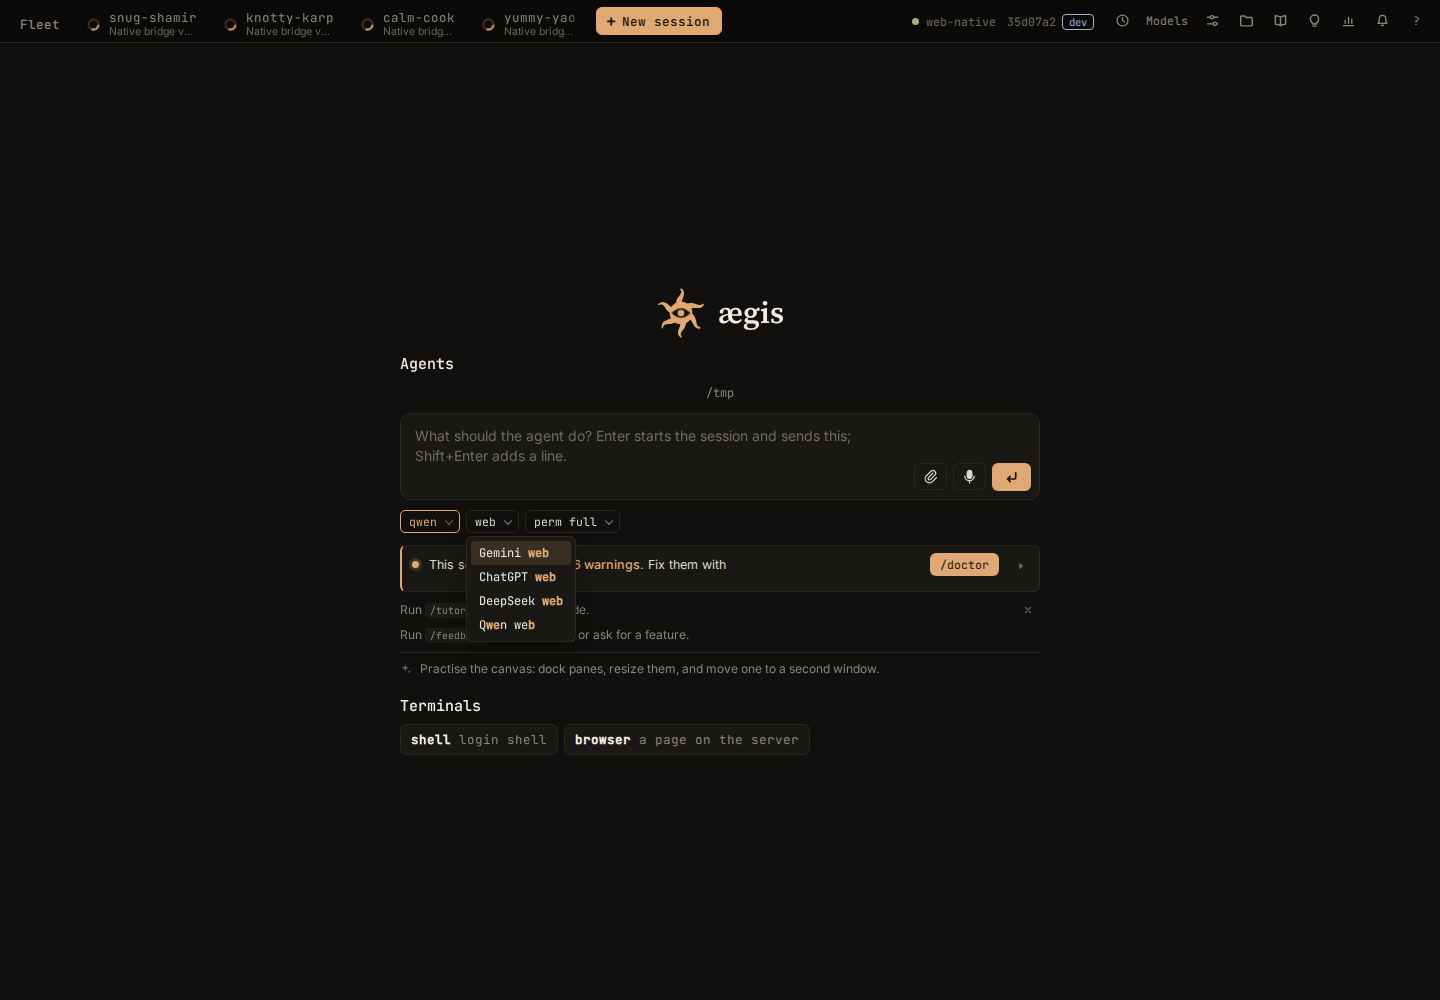 Fleet
snug-shamir
Native bridge v...
knotty-karp
Native bridge v...
calm-cook
Native bridg...
yummy-yao
Native bridg...
+ New session
web-native 35d07a2 dev
Models
?
ægis
Agents
/tmp
What should the agent do? Enter starts the session and sends this;
Shift+Enter adds a line.
qwen
web
perm full
Gemini web
ChatGPT web
DeepSeek web
Qwen web
This
6 warnings. Fix them with
/doctor
Run /tutor
de.
Run /feedb
or ask for a feature.
Practise the canvas: dock panes, resize them, and move one to a second window.
Terminals
shell login shell
browser a page on the server